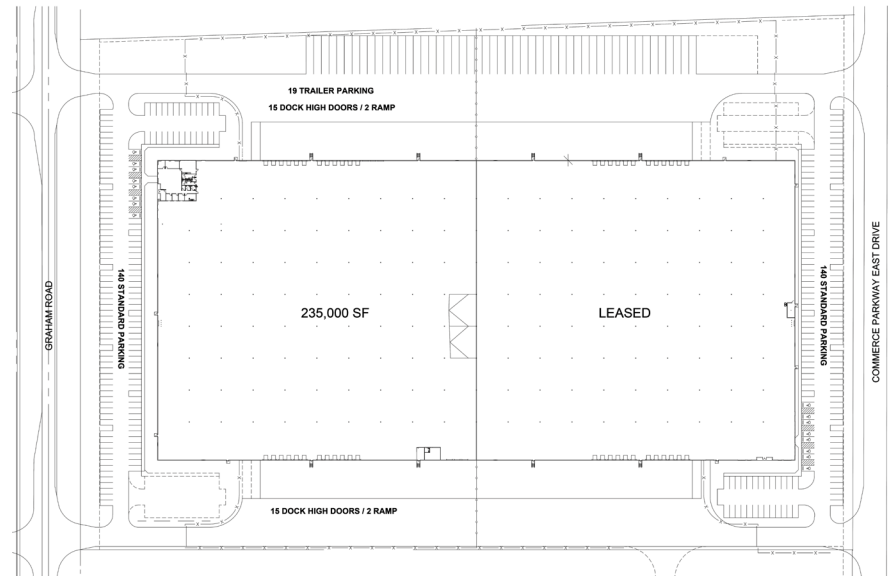 19 TRAILER PARKING
15 DOCK HIGH DOORS / 2 RAMP
GRAHAM ROAD
140 STANDARD PARKING
235,000 SF
LEASED
140 STANDARD PARKING
COMMERCE PARKWAY EAST DRIVE
15 DOCK HIGH DOORS / 2 RAMP